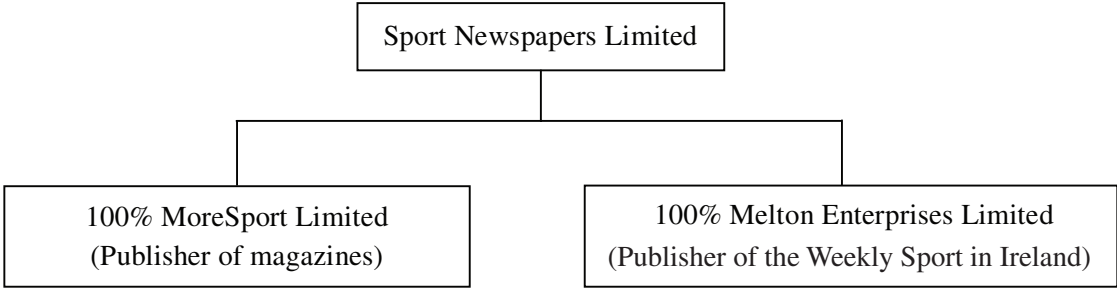 Sport Newspapers Limited
100% MoreSport Limited
(Publisher of magazines)
100% Melton Enterprises Limited
(Publisher of the Weekly Sport in Ireland)